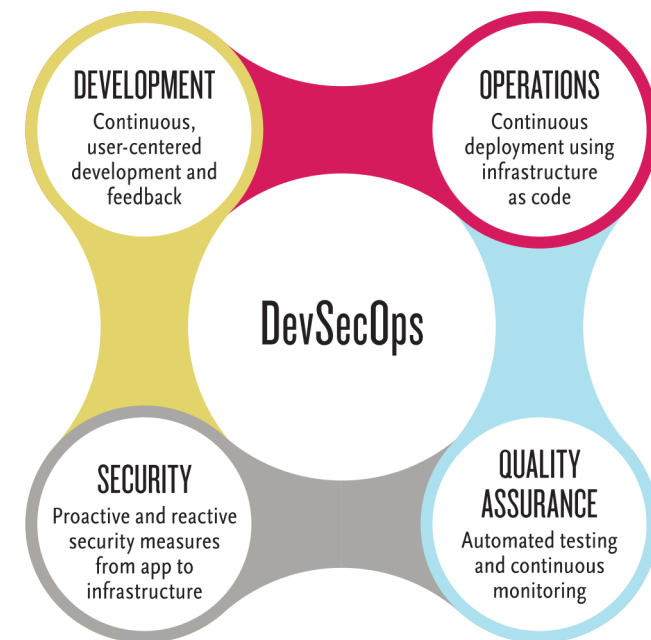 DEVELOPMENT
Continuous,
user-centered
development and
feedback
OPERATIONS
Continuous
deployment using
infrastructure
as code
DevSecOps
SECURITY
Proactive and reactive
security measures
from app to
infrastructure
QUALITY
ASSURANCE
Automated testing
and continuous
monitoring